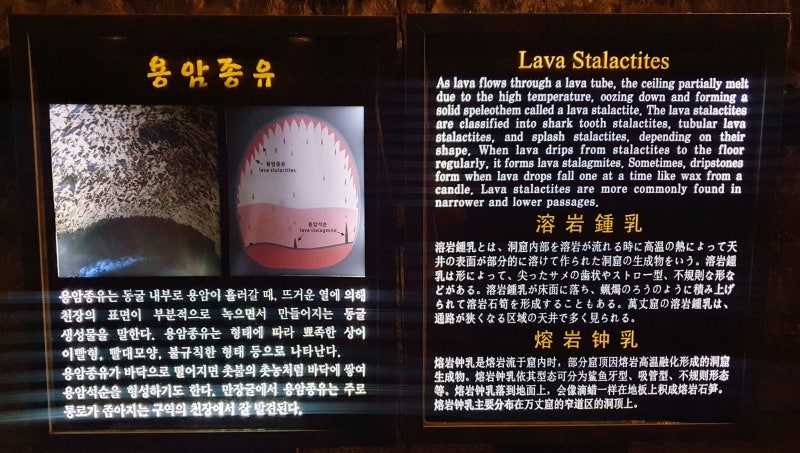 용암종유
용암종유
lava stalactites
용암석순
lava stalagmite
용암종유는 동굴 내부로 용암이 흘러갈 때, 뜨거운 열에 의해
천장의 표면이 부분적으로 녹으면서 만들어지는 동굴
생성물을 말한다. 용암종유는 형태에 따라 뾰족한 상어
이빨형, 빨대모양, 불규칙한 형태 등으로 나타난다.
용암종유가 바닥으로 떨어지면 촛불의 촛농처럼 바닥에 쌓여
용암석순을 형성하기도 한다. 만장굴에서 용암종유는 주로
통로가 좁아지는 구역의 천장에서 잘 발견된다.
Lava Stalactites
As lava flows through a lava tube, the ceiling partially melt
due to the high temperature, oozing down and forming a
solid speleothem called a lava stalactite. The lava stalactites
are classified into shark tooth stalactites, tubular lava
stalactites, and splash stalactites, depending on their
shape. When lava drips from stalactites to the floor
regularly, it forms lava stalagmites. Sometimes, dripstones
form when lava drops fall one at a time like wax from a
candle. Lava stalactites are more commonly found in
narrower and lower passages.
溶岩鍾乳
溶岩鍾乳とは、洞窟内部を溶岩が流れる時に高温の熱によって天
井の表面が部分的に溶けて作られた洞窟の生成物をいう。溶岩鍾
乳は形によって、尖ったサメの歯状やストロー型、不規則な形な
どがある。溶岩鍾乳が床面に落ち、蝋燭のろうのように積み上げ
られて溶岩石筍を形成することもある。萬丈窟の溶岩鍾乳は、
通路が狭くなる区域の天井で多く見られる。
熔岩钟乳
熔岩钟乳是熔岩流于窟内时，部分窟顶因熔岩高温融化形成的洞窟
生成物。熔岩钟乳依其型态可分为鲨鱼牙型、吸管型、不规则形态
等。熔岩钟乳落到地面上，会像滴蜡一样在地板上积成熔岩石笋。
熔岩钟乳主要分布在万丈窟的窄道区的洞顶上。